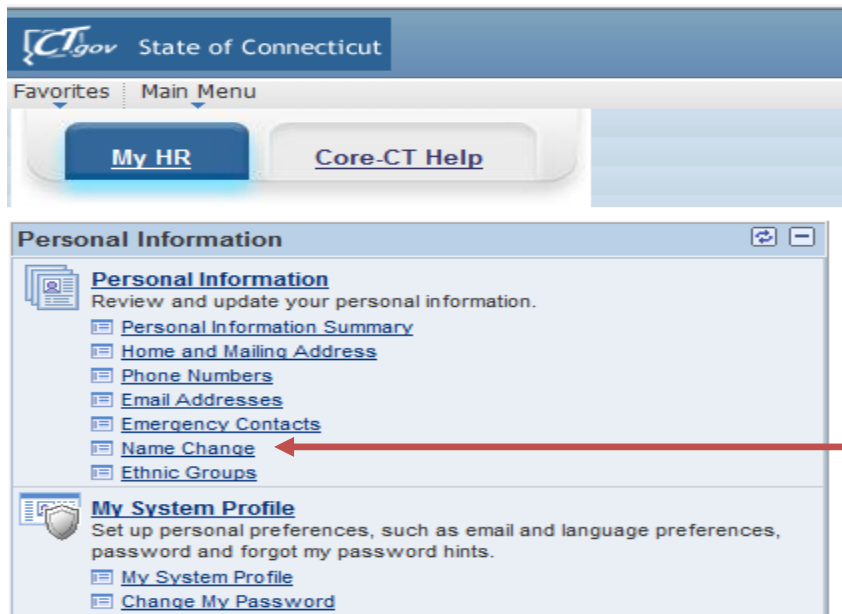 CT.gov State of Connecticut
Favorites Main Menu
My HR Core-CT Help
Personal Information
Personal Information
Review and update your personal information.
Personal Information Summary
Home and Mailing Address
Phone Numbers
Email Addresses
Emergency Contacts
Name Change
Ethnic Groups
My System Profile
Set up personal preferences, such as email and language preferences,
password and forgot my password hints.
My System Profile
Change My Password